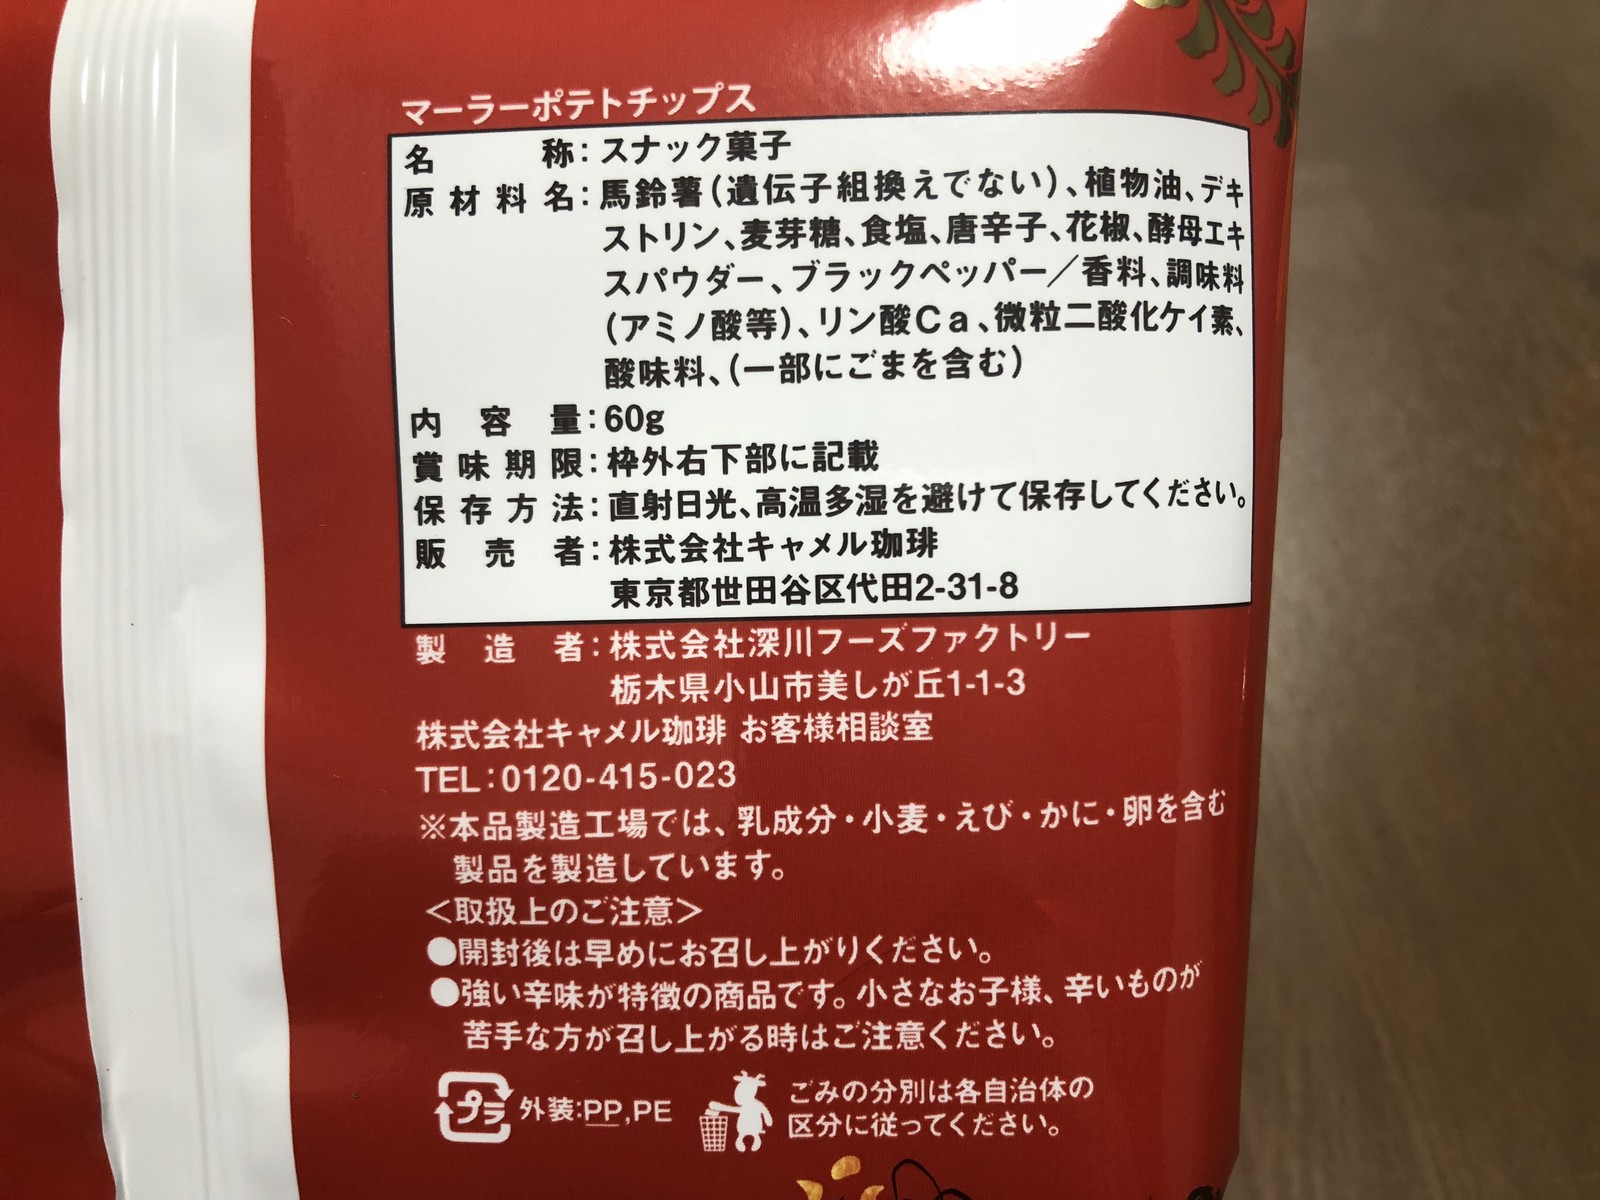 マーラーポテトチップス
名称:スナック菓子
原材料名:馬鈴薯(遺伝子組換えでない)、植物油、デキ
ストリン、麦芽糖、食塩、唐辛子、花椒、酵母エキ
スパウダー、ブラックペッパー/香料、調味料
(アミノ酸等)、リン酸Ca、微粒二酸化ケイ素、
酸味料、(一部にごまを含む)
内容量:60g
賞味期限:枠外右下部に記載
保存方法:直射日光、高温多湿を避けて保存してください。
販売者:株式会社キャメル珈琲
東京都世田谷区代田2-31-8
製造者:株式会社深川フーズファクトリー
栃木県小山市美しが丘1-1-3
株式会社キャメル珈琲 お客様相談室
TEL:0120-415-023
※本品製造工場では、乳成分・小麦・えび・かに・卵を含む
製品を製造しています。
<取扱上のご注意>
●開封後は早めにお召し上がりください。
●強い辛味が特徴の商品です。小さなお子様、辛いものが
苦手な方が召し上がる時はご注意ください。
プラ 外装:PP,PE
ごみの分別は各自治体の
区分に従ってください。